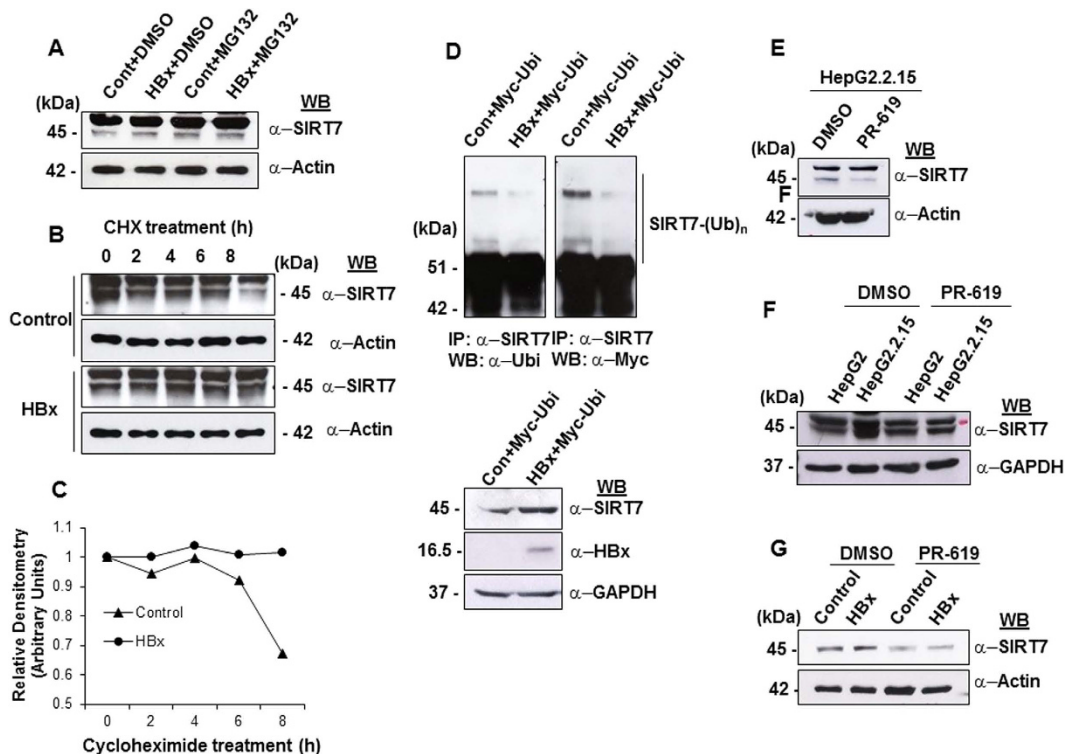 A
Cont+DMSO
HBx+DMSO
Cont+MG132
HBx+MG132
(kDa)
WB
45 -
α–SIRT7
42 -
α–Actin
B
CHX treatment (h)
0 2 4 6 8
(kDa) WB
Control
- 45 α–SIRT7
- 42 α–Actin
HBx
- 45 α–SIRT7
- 42 α–Actin
C
Relative Densitometry
(Arbitrary Units)
1.1
1
0.9
0.8
0.7
0.6
0.5
Control
HBx
0 2 4 6 8
Cycloheximide treatment (h)
D
Con+Myc-Ubi
HBx+Myc-Ubi
Con+Myc-Ubi
HBx+Myc-Ubi
(kDa)
51 -
42 -
SIRT7-(Ub)n
IP: α–SIRT7 IP: α–SIRT7
WB: α–Ubi WB: α–Myc
Con+Myc-Ubi
HBx+Myc-Ubi
WB
45 - α–SIRT7
16.5 - α–HBx
37 - α–GAPDH
E
HepG2.2.15
DMSO
PR-619
(kDa) WB
45 - α–SIRT7
F
42 - α–Actin
F
DMSO PR-619
HepG2
HepG2.2.15
HepG2
HepG2.2.15
(kDa) WB
45 - α–SIRT7
37 - α–GAPDH
G
DMSO PR-619
Control
HBx
Control
HBx
(kDa) WB
45 - α–SIRT7
42 - α–Actin